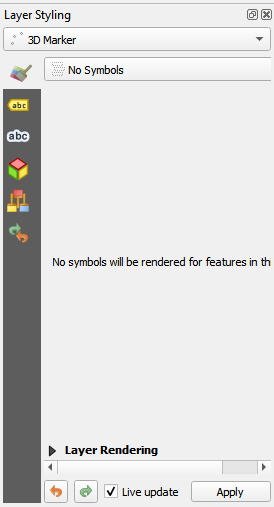 Layer Styling
3D Marker
No Symbols
abc
abc
No symbols will be rendered for features in th
Layer Rendering
Live update
Apply